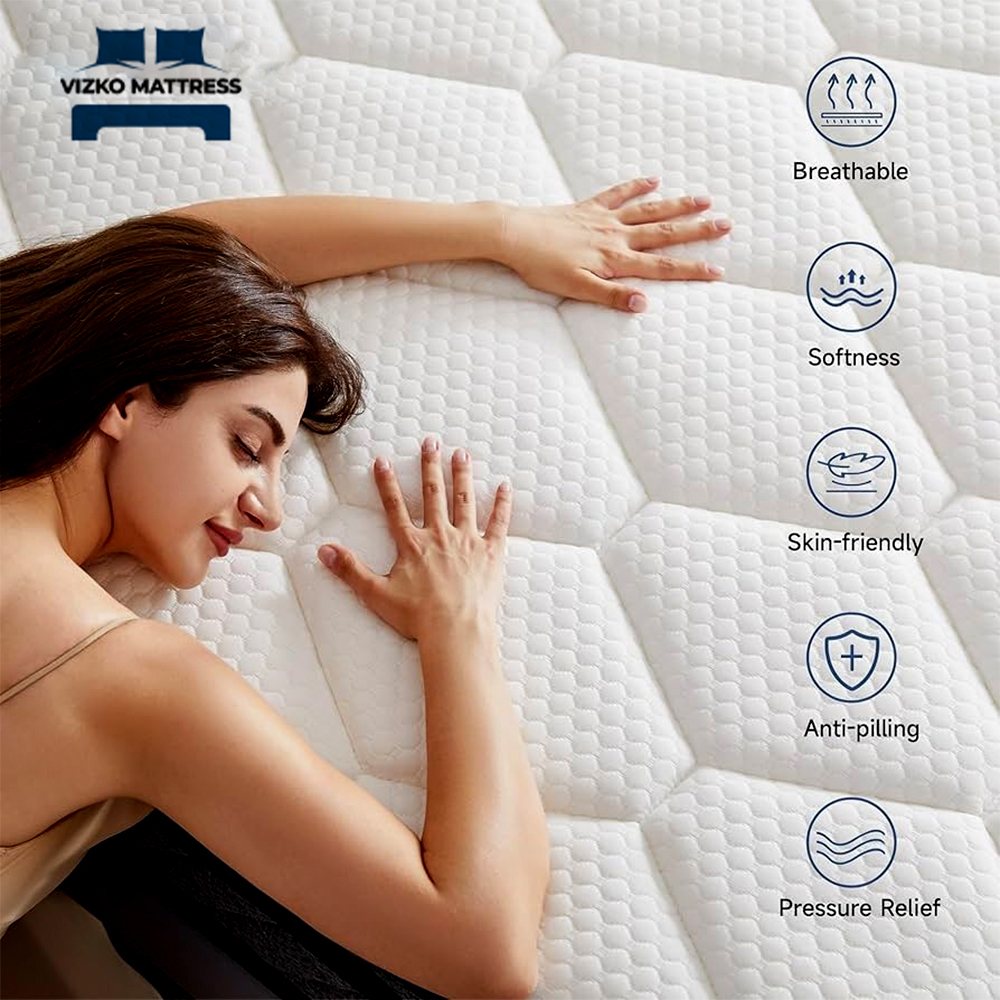 VIZKO MATTRESS
Breathable
Softness
Skin-friendly
Anti-pilling
Pressure Relief